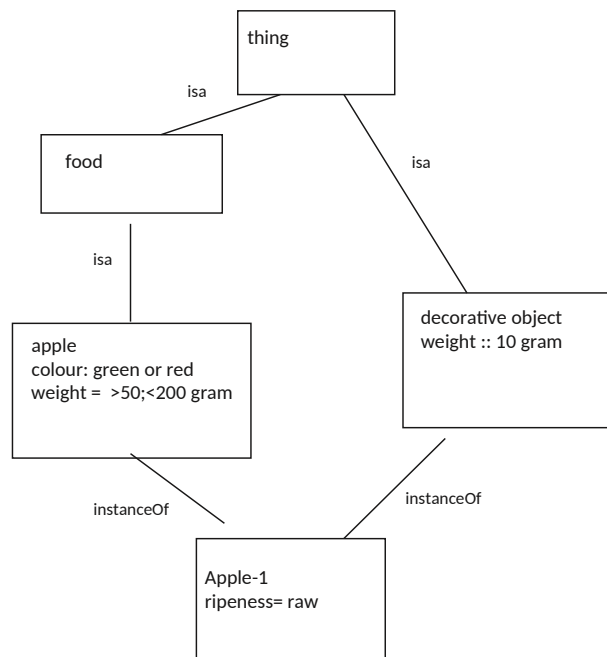 thing
isa
food
isa
isa
decorative object
weight :: 10 gram
apple
colour: green or red
weight = >50;<200 gram
instanceOf
instanceOf
Apple-1
ripeness= raw